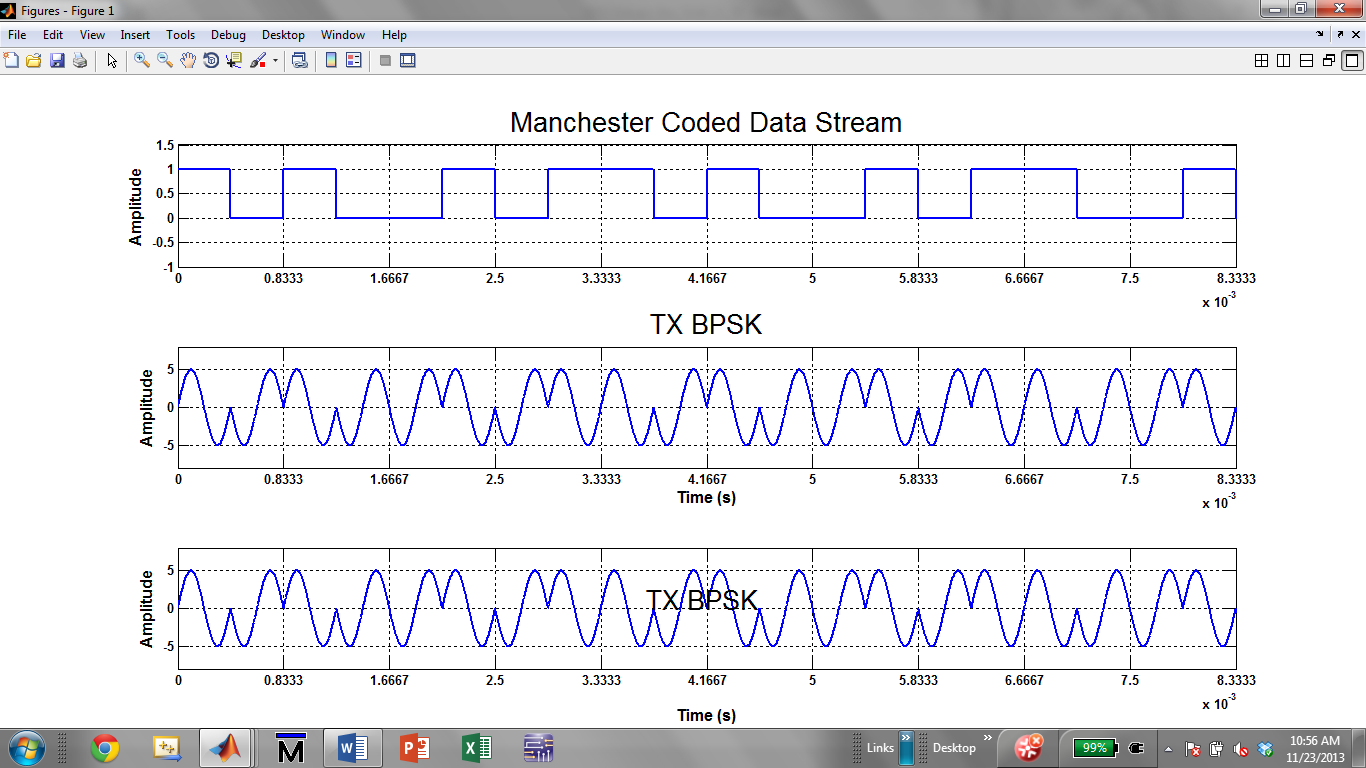 Figures - Figure 1
File Edit View Insert Tools Debug Desktop Window Help
Manchester Coded Data Stream
1.5
1
0.5
0
-0.5
-1
Amplitude
0 0.8333 1.6667 2.5 3.3333 4.1667 5 5.8333 6.6667 7.5 8.3333
x 10⁻³
TX BPSK
5
0
-5
Amplitude
0 0.8333 1.6667 2.5 3.3333 4.1667 5 5.8333 6.6667 7.5 8.3333
Time (s)
x 10⁻³
TX BPSK
5
0
-5
Amplitude
0 0.8333 1.6667 2.5 3.3333 4.1667 5 5.8333 6.6667 7.5 8.3333
x 10⁻³
Time (s)
Links » Desktop » 99% 10:56 AM
11/23/2013